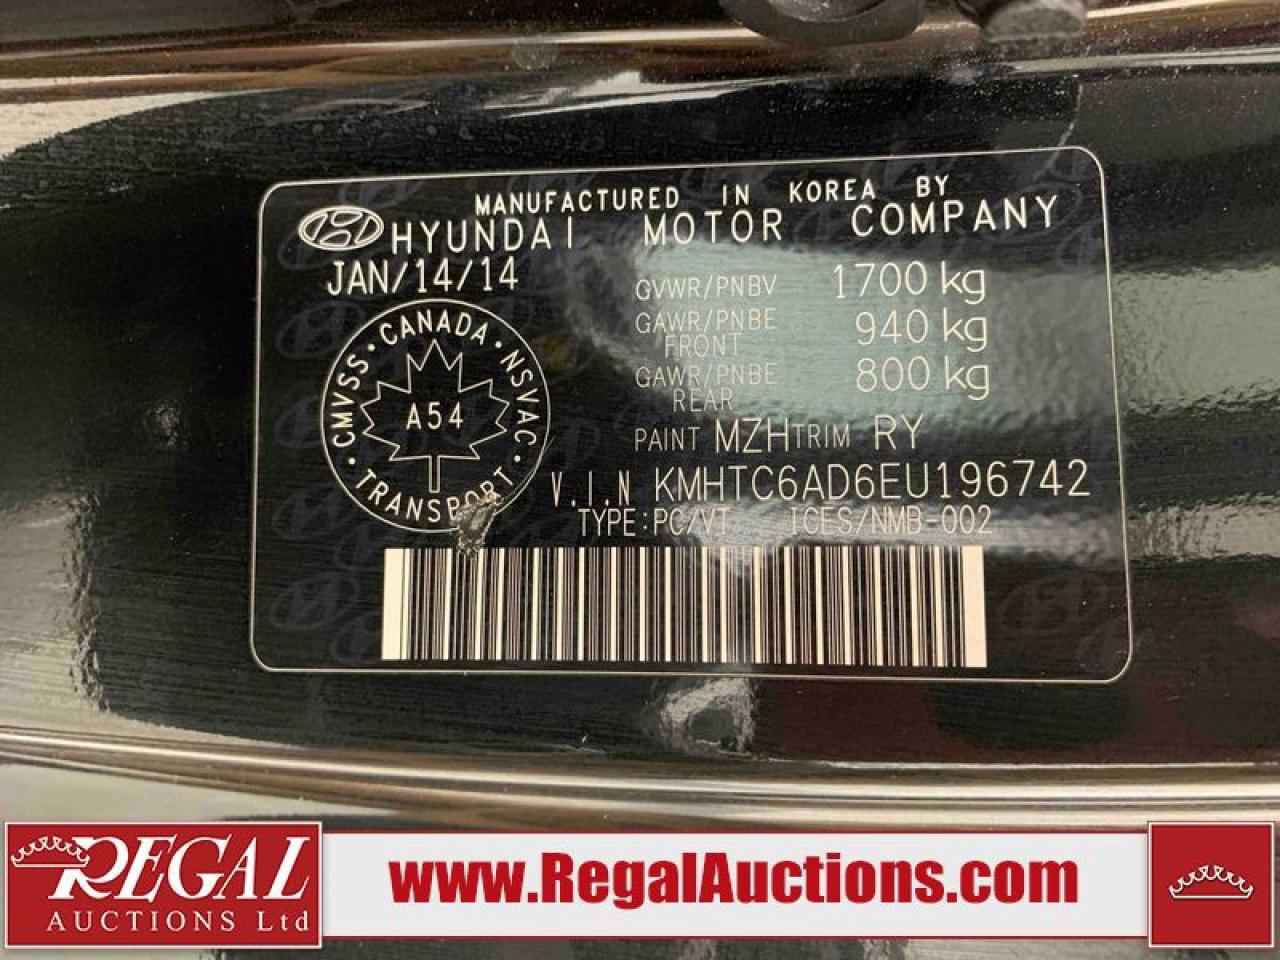 MANUFACTURED IN KOREA BY
HYUNDAI MOTOR COMPANY
JAN/14/14
GVWR/PNBV 1700 kg
GAWR/PNBE FRONT 940 kg
GAWR/PNBE REAR 800 kg
CANADA · NSVAC · TRANSPORT · CMVSS ·
A54
PAINT MZH TRIM RY
V.I.N KMHTC6AD6EU196742
TYPE:PC/VT ICES/NMB-002
REGAL
AUCTIONS Ltd
www.RegalAuctions.com